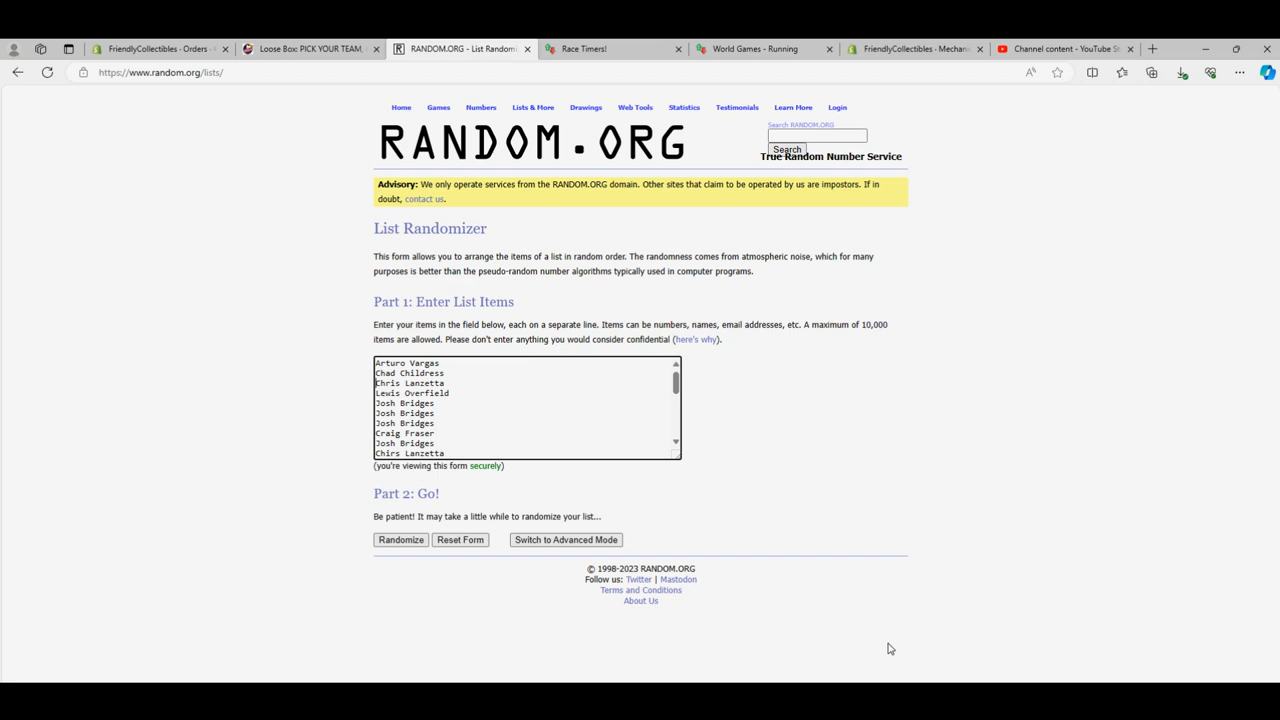 FriendlyCollectibles · Orders ·
Loose Box: PICK YOUR TEAM,
RANDOM.ORG - List Random
Race Timers!
World Games - Running
FriendlyCollectibles · Mechan
Channel content - YouTube St
https://www.random.org/lists/
Home Games Numbers Lists & More Drawings Web Tools Statistics Testimonials Learn More Login
RANDOM.ORG
Search RANDOM.ORG
Search
True Random Number Service
Advisory: We only operate services from the RANDOM.ORG domain. Other sites that claim to be operated by us are impostors. If in
doubt, contact us.
List Randomizer
This form allows you to arrange the items of a list in random order. The randomness comes from atmospheric noise, which for many
purposes is better than the pseudo-random number algorithms typically used in computer programs.
Part 1: Enter List Items
Enter your items in the field below, each on a separate line. Items can be numbers, names, email addresses, etc. A maximum of 10,000
items are allowed. Please don't enter anything you would consider confidential (here's why).
Arturo Vargas
Chad Childress
Chris Lanzetta
Lewis Overfield
Josh Bridges
Josh Bridges
Josh Bridges
Craig Fraser
Josh Bridges
Chirs Lanzetta
(you're viewing this form securely)
Part 2: Go!
Be patient! It may take a little while to randomize your list...
Randomize Reset Form Switch to Advanced Mode
© 1998-2023 RANDOM.ORG
Follow us: Twitter | Mastodon
Terms and Conditions
About Us